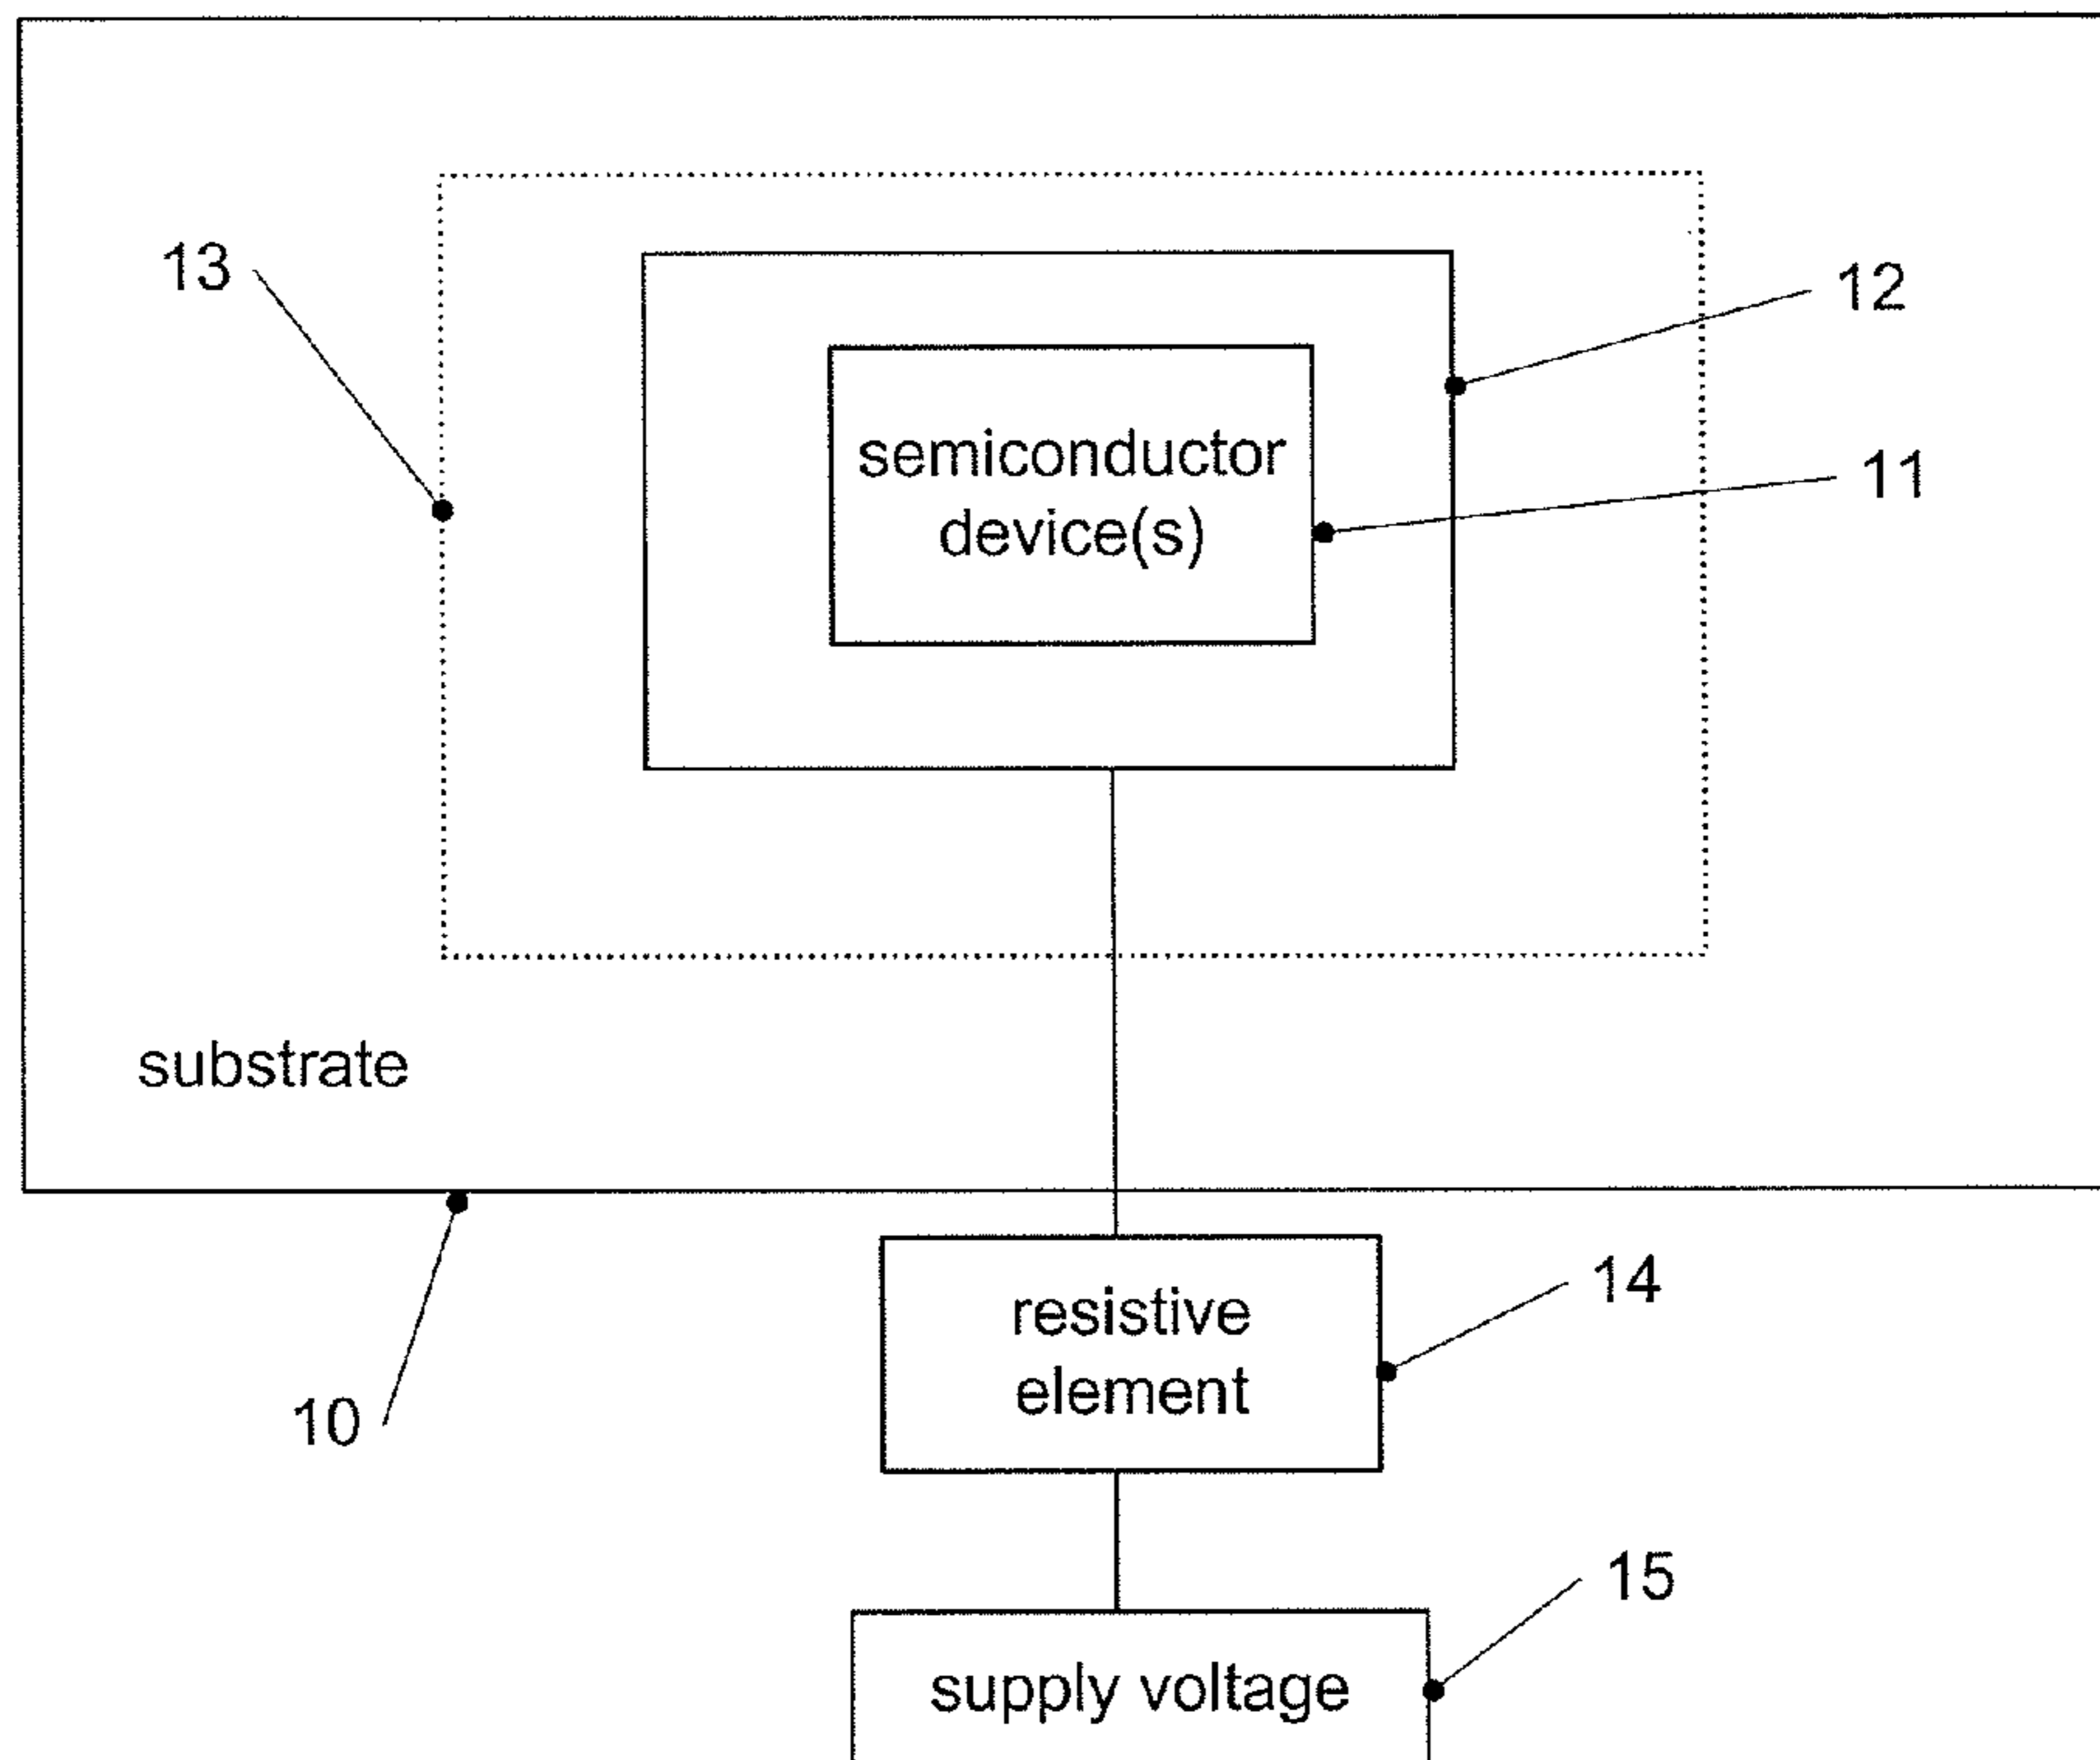 13
12
semiconductor
device(s)
11
substrate
resistive
element
14
10
15
supply voltage